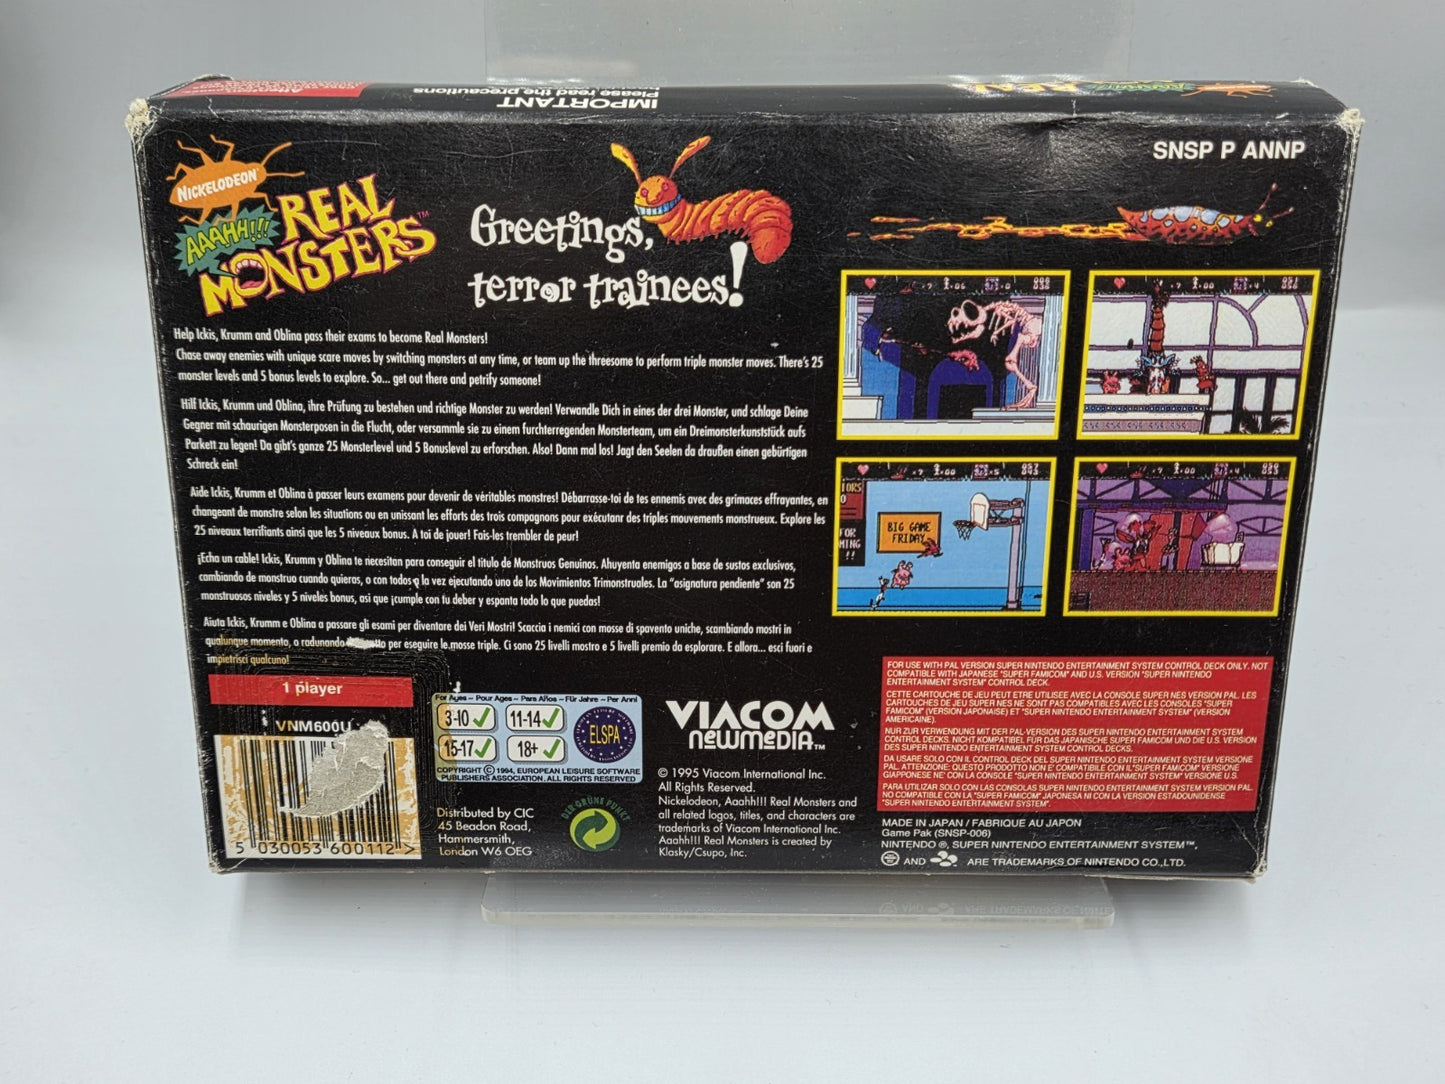 IMPORTANT
Please read the precautions
REAL
SNSP P ANNP
NICKELODEON
AAAHH!!! REAL
MONSTERS™
Greetings,
terror trainees!
Help Ickis, Krumm and Oblina pass their exams to become Real Monsters!
Chase away enemies with unique scare moves by switching monsters at any time, or team up the threesome to perform triple monster moves. There's 25
monster levels and 5 bonus levels to explore. So... get out there and petrify someone!
Hilf Ickis, Krumm und Oblina, ihre Prüfung zu bestehen und richtige Monster zu werden! Verwandle Dich in eines der drei Monster, und schlage Deine
Gegner mit schaurigen Monsterposen in die Flucht, oder versammle sie zu einem furchterregenden Monsterteam, um ein Dreimonsterkunststück aufs
Parkett zu legen! Da gibt's ganze 25 Monsterlevel und 5 Bonuslevel zu erforschen. Also! Dann mal los! Jagt den Seelen da draußen einen gebürtigen
Schreck ein!
Aide Ickis, Krumm et Oblina à passer leurs examens pour devenir de véritables monstres! Débarrasse-toi de tes ennemis avec des grimaces effrayantes, en
changeant de monstre selon les situations ou en unissant les efforts des trois compagnons pour exécutanr des triples mouvements monstrueux. Explore les
25 niveaux terrifiants ainsi que les 5 niveaux bonus. A toi de jouer! Fais-les trembler de peur!
¡Echa un cable! Ickis, Krumm y Oblina te necesitan para conseguir el título de Monstruos Genuinos. Ahuyenta enemigos a base de sustos exclusivos,
cambiando de monstruo cuando quieras, o con todos a la vez ejecutando uno de los Movimientos Trimonstruales. La "asignatura pendiente" son 25
monstruosos niveles y 5 niveles bonus, así que ¡cumple con tu deber y espanta todo lo que puedas!
Aiuta Ickis, Krumm e Oblina a passare gli esami per diventare dei Veri Mostri! Scaccia i nemici con mosse di spavento uniche, scambiando mostri in
qualunque momento, o radunando per eseguire le mosse triple. Ci sono 25 livelli mostro e 5 livelli premio da esplorare. E allora... esci fuori e
impietrisci qualcuno!
BIG GAME
FRIDAY
FOR
1 player
VNM600U
5 030053 600112 >
For Ages – Pour Ages – Para Años – Für Jahre – Per Anni
3-10 11-14
15-17 18+
ELSPA
COPYRIGHT © 1994, EUROPEAN LEISURE SOFTWARE
PUBLISHERS ASSOCIATION. ALL RIGHTS RESERVED
Distributed by CIC
45 Beadon Road,
Hammersmith,
London W6 OEG
DER GRÜNE PUNKT
VIACOM
newmedia™
© 1995 Viacom International Inc.
All Rights Reserved.
Nickelodeon, Aaahh!!! Real Monsters and
all related logos, titles, and characters are
trademarks of Viacom International Inc.
Aaahh!!! Real Monsters is created by
Klasky/Csupo, Inc.
FOR USE WITH PAL VERSION SUPER NINTENDO ENTERTAINMENT SYSTEM CONTROL DECK ONLY. NOT
COMPATIBLE WITH JAPANESE "SUPER FAMICOM" AND U.S. VERSION "SUPER NINTENDO
ENTERTAINMENT SYSTEM" CONTROL DECK.
CETTE CARTOUCHE DE JEU PEUT ETRE UTILISEE AVEC LA CONSOLE SUPER NES VERSION PAL. LES
CARTOUCHES DE JEU SUPER NES NE SONT PAS COMPATIBLES AVEC LES CONSOLES "SUPER
FAMICOM" (VERSION JAPONAISE) ET "SUPER NINTENDO ENTERTAINMENT SYSTEM" (VERSION
AMERICAINE).
NUR ZUR VERWENDUNG MIT DER PAL-VERSION DES SUPER NINTENDO ENTERTAINMENT SYSTEM
CONTROL DECKS. NICHT KOMPATIBEL FÜR DAS JAPANISCHE SUPER FAMICOM UND DIE U.S. VERSION
DES SUPER NINTENDO ENTERTAINMENT SYSTEM CONTROL DECKS.
DA USARE SOLO CON IL CONTROL DECK DEL SUPER NINTENDO ENTERTAINMENT SYSTEM VERSIONE
PAL. ATTENZIONE: QUESTO PRODOTTO NON E' COMPATIBILE CON IL "SUPER FAMICOM" VERSIONE
GIAPPONESE NE' CON LA CONSOLE "SUPER NINTENDO ENTERTAINMENT SYSTEM" VERSIONE U.S.
PARA UTILIZAR SOLO CON LAS CONSOLAS SUPER NINTENDO ENTERTAINMENT SYSTEM VERSION PAL.
NO COMPATIBLE CON LA "SUPER FAMICOM" JAPONESA NI CON LA VERSION ESTADOUNIDENSE
"SUPER NINTENDO ENTERTAINMENT SYSTEM".
MADE IN JAPAN / FABRIQUE AU JAPON
Game Pak (SNSP-006)
NINTENDO ®, SUPER NINTENDO ENTERTAINMENT SYSTEM™,
AND ARE TRADEMARKS OF NINTENDO CO.,LTD.